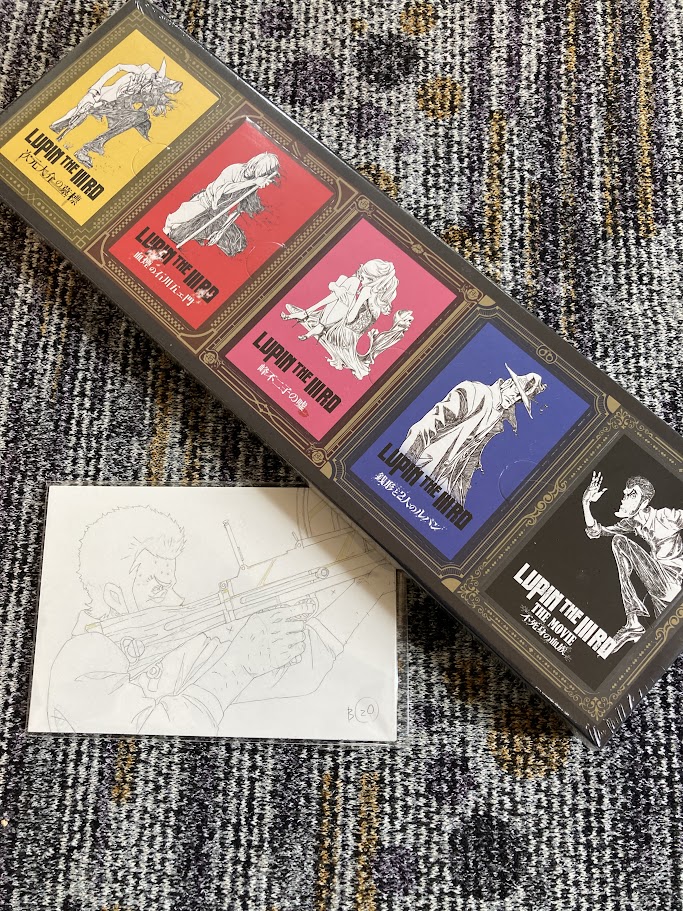 LUPIN THE IIIRD
次元大介の墓標
LUPIN THE IIIRD
血煙の石川五ェ門
LUPIN THE IIIRD
峰不二子の嘘
LUPIN THE IIIRD
銭形と2人のルパン
LUPIN THE IIIRD
THE MOVIE
不死身の血族
B 20